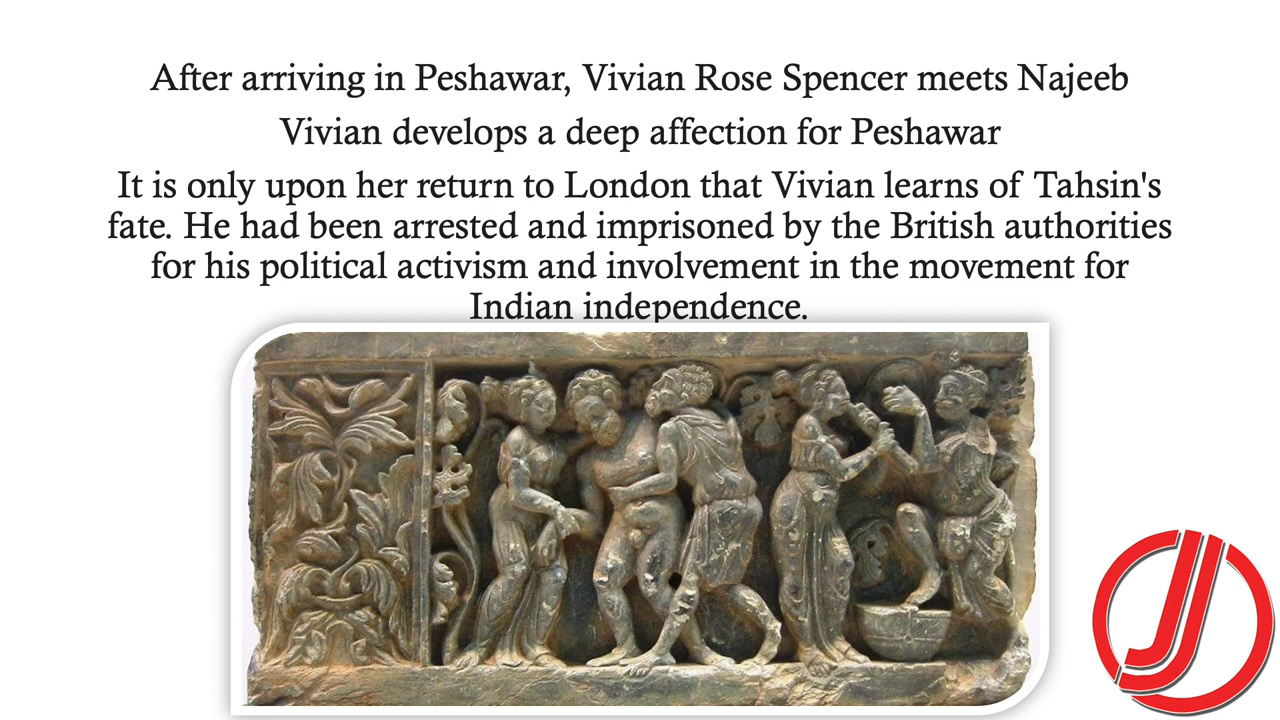 After arriving in Peshawar, Vivian Rose Spencer meets Najeeb
Vivian develops a deep affection for Peshawar
It is only upon her return to London that Vivian learns of Tahsin's
fate. He had been arrested and imprisoned by the British authorities
for his political activism and involvement in the movement for
Indian independence.